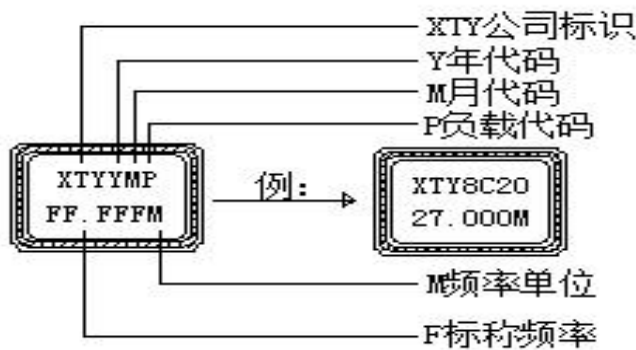 XTY公司标识
Y年代码
M月代码
P负载代码
XTYYMP
FF.FFFM
例:
XTY8C20
27.000M
M频率单位
F标称频率